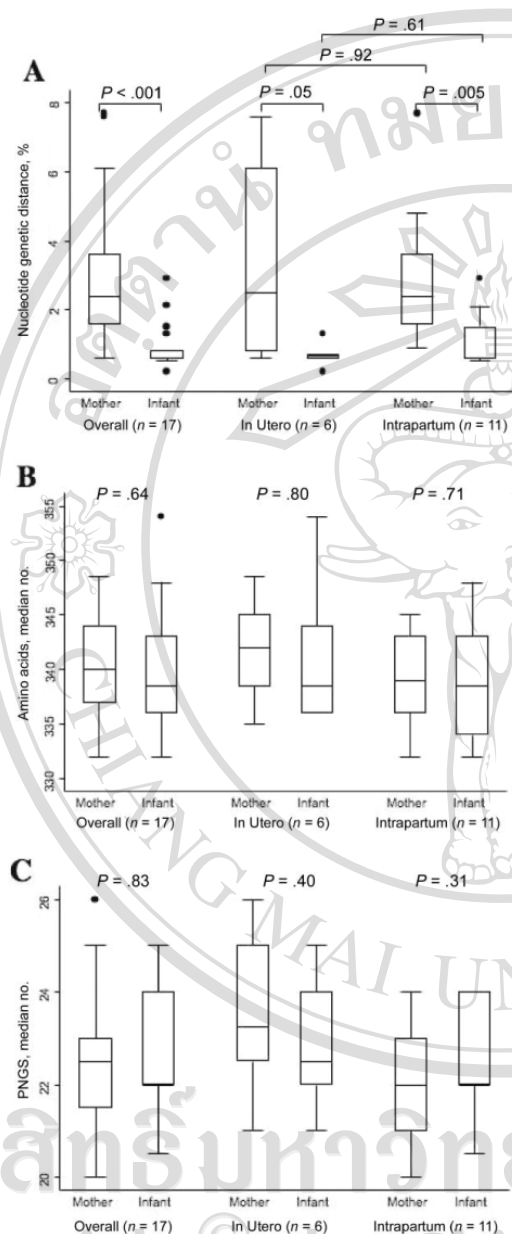 P = .61
P = .92
A
P < .001
P = .05
P = .005
8
6
4
2
0
Nucleotide genetic distance, %
Mother Infant Mother Infant Mother Infant
Overall (n = 17) In Utero (n = 6) Intrapartum (n = 11)
B
P = .64 P = .80 P = .71
355
350
345
340
335
330
Amino acids, median no.
Mother Infant Mother Infant Mother Infant
Overall (n = 17) In Utero (n = 6) Intrapartum (n = 11)
CHIANG MAI UN
C
P = .83 P = .40 P = .31
26
24
22
20
PNGS, median no.
Mother Infant Mother Infant Mother Infant
Overall (n = 17) In Utero (n = 6) Intrapartum (n = 11)